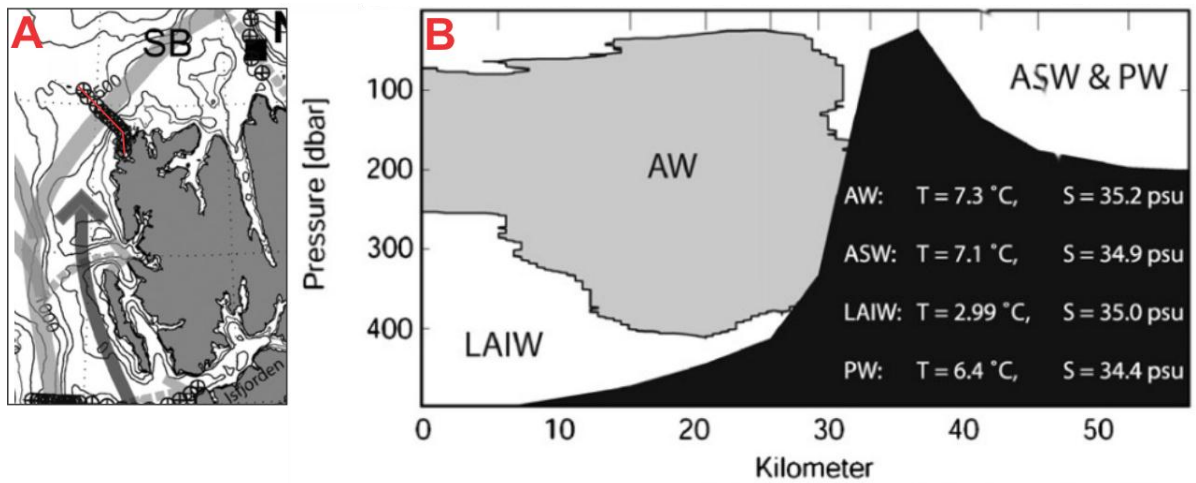 A
SB
N
600
100
Isfjorden
B
Pressure [dbar]
100
200
300
400
AW
LAIW
ASW & PW
AW: T = 7.3 °C, S = 35.2 psu
ASW: T = 7.1 °C, S = 34.9 psu
LAIW: T = 2.99 °C, S = 35.0 psu
PW: T = 6.4 °C, S = 34.4 psu
0 10 20 30 40 50
Kilometer